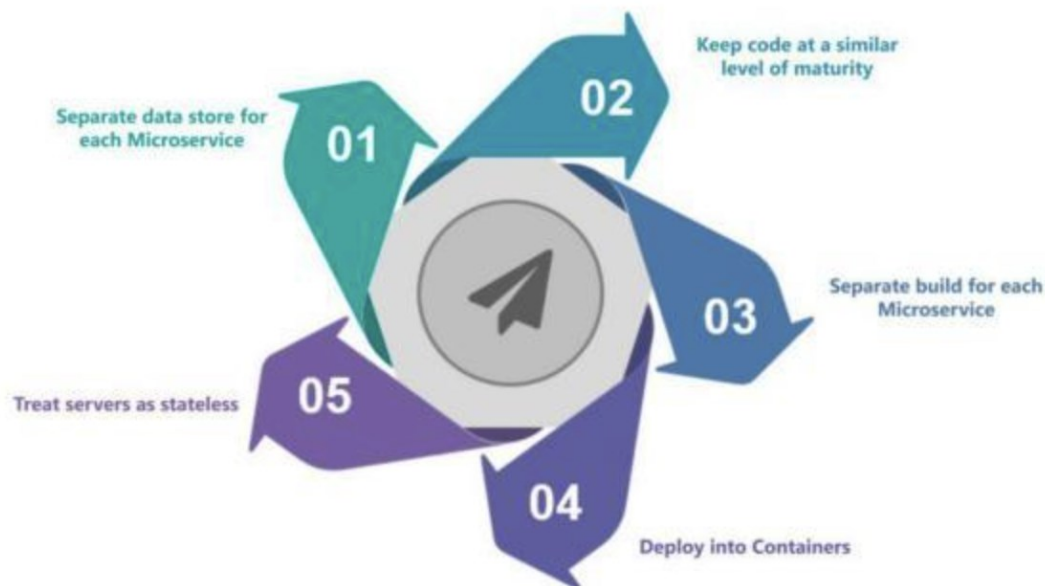 01
Separate data store for
each Microservice
02
Keep code at a similar
level of maturity
03
Separate build for each
Microservice
04
Deploy into Containers
05
Treat servers as stateless